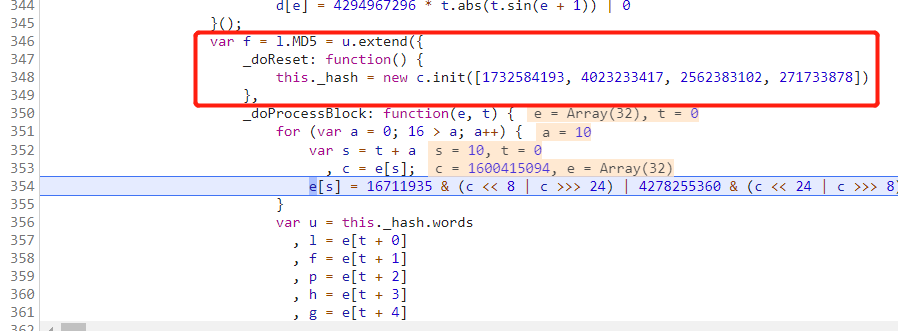 344 d[e] = 4294967296 * t.abs(t.sin(e + 1)) | 0
345 }();
346 var f = l.MD5 = u.extend({
347 _doReset: function() {
348 this._hash = new c.init([1732584193, 4023233417, 2562383102, 271733878])
349 },
350 _doProcessBlock: function(e, t) { e = Array(32), t = 0
351 for (var a = 0; 16 > a; a++) { a = 10
352 var s = t + a s = 10, t = 0
353 , c = e[s]; c = 1600415094, e = Array(32)
354 e[s] = 16711935 & (c << 8 | c >>> 24) | 4278255360 & (c << 24 | c >>> 8)
355 }
356 var u = this._hash.words
357 , l = e[t + 0]
358 , f = e[t + 1]
359 , p = e[t + 2]
360 , h = e[t + 3]
361 , g = e[t + 4]
362